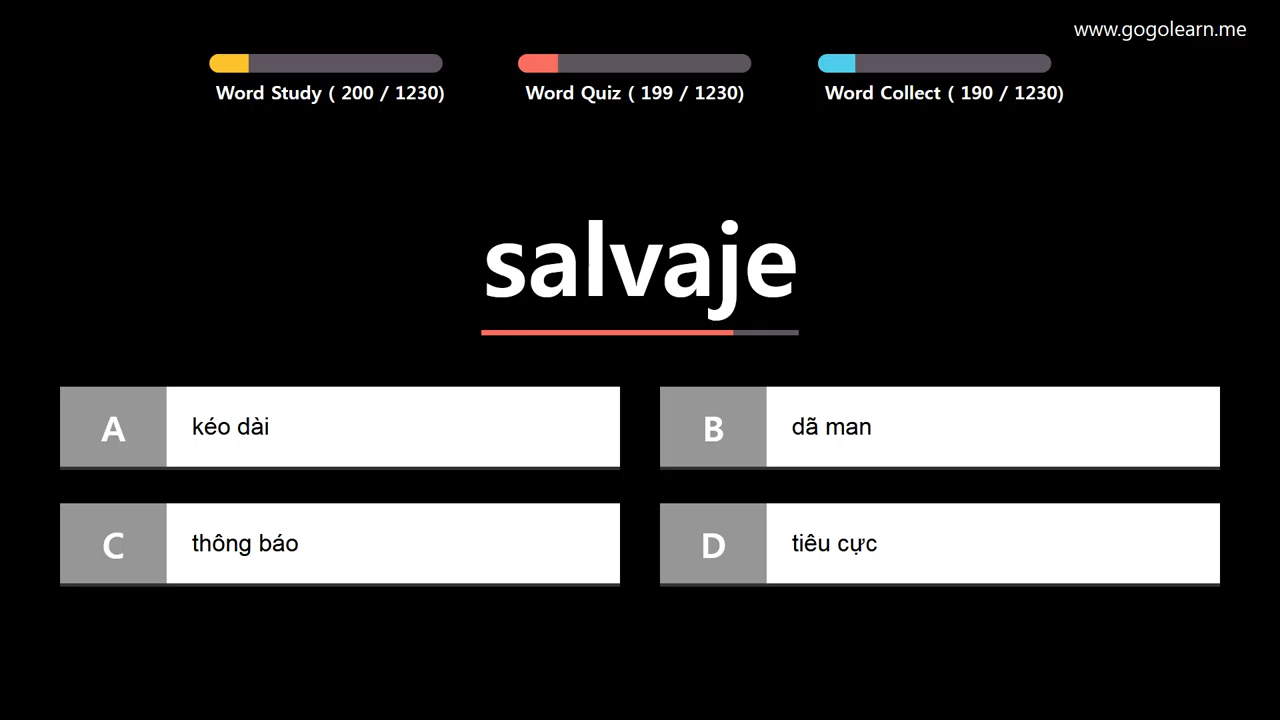 www.gogolearn.me
Word Study ( 200 / 1230)
Word Quiz ( 199 / 1230)
Word Collect ( 190 / 1230)
salvaje
A kéo dài
B dã man
C thông báo
D tiêu cực